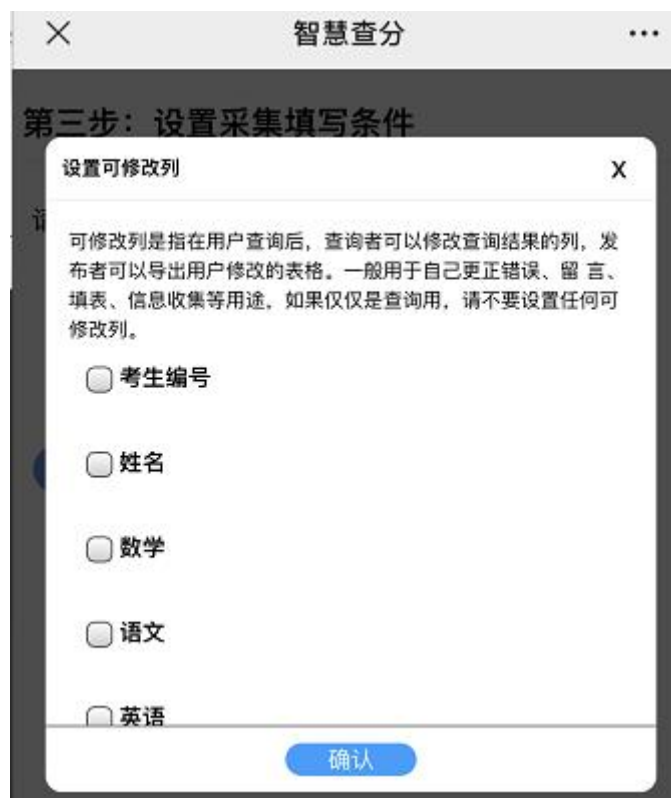 智慧查分
第三步：设置采集填写条件
设置可修改列
X
可修改列是指在用户查询后，查询者可以修改查询结果的列，发
布者可以导出用户修改的表格。一般用于自己更正错误、留 言、
填表、信息收集等用途，如果仅仅是查询用，请不要设置任何可
修改列。
考生编号
姓名
数学
语文
英语
确认